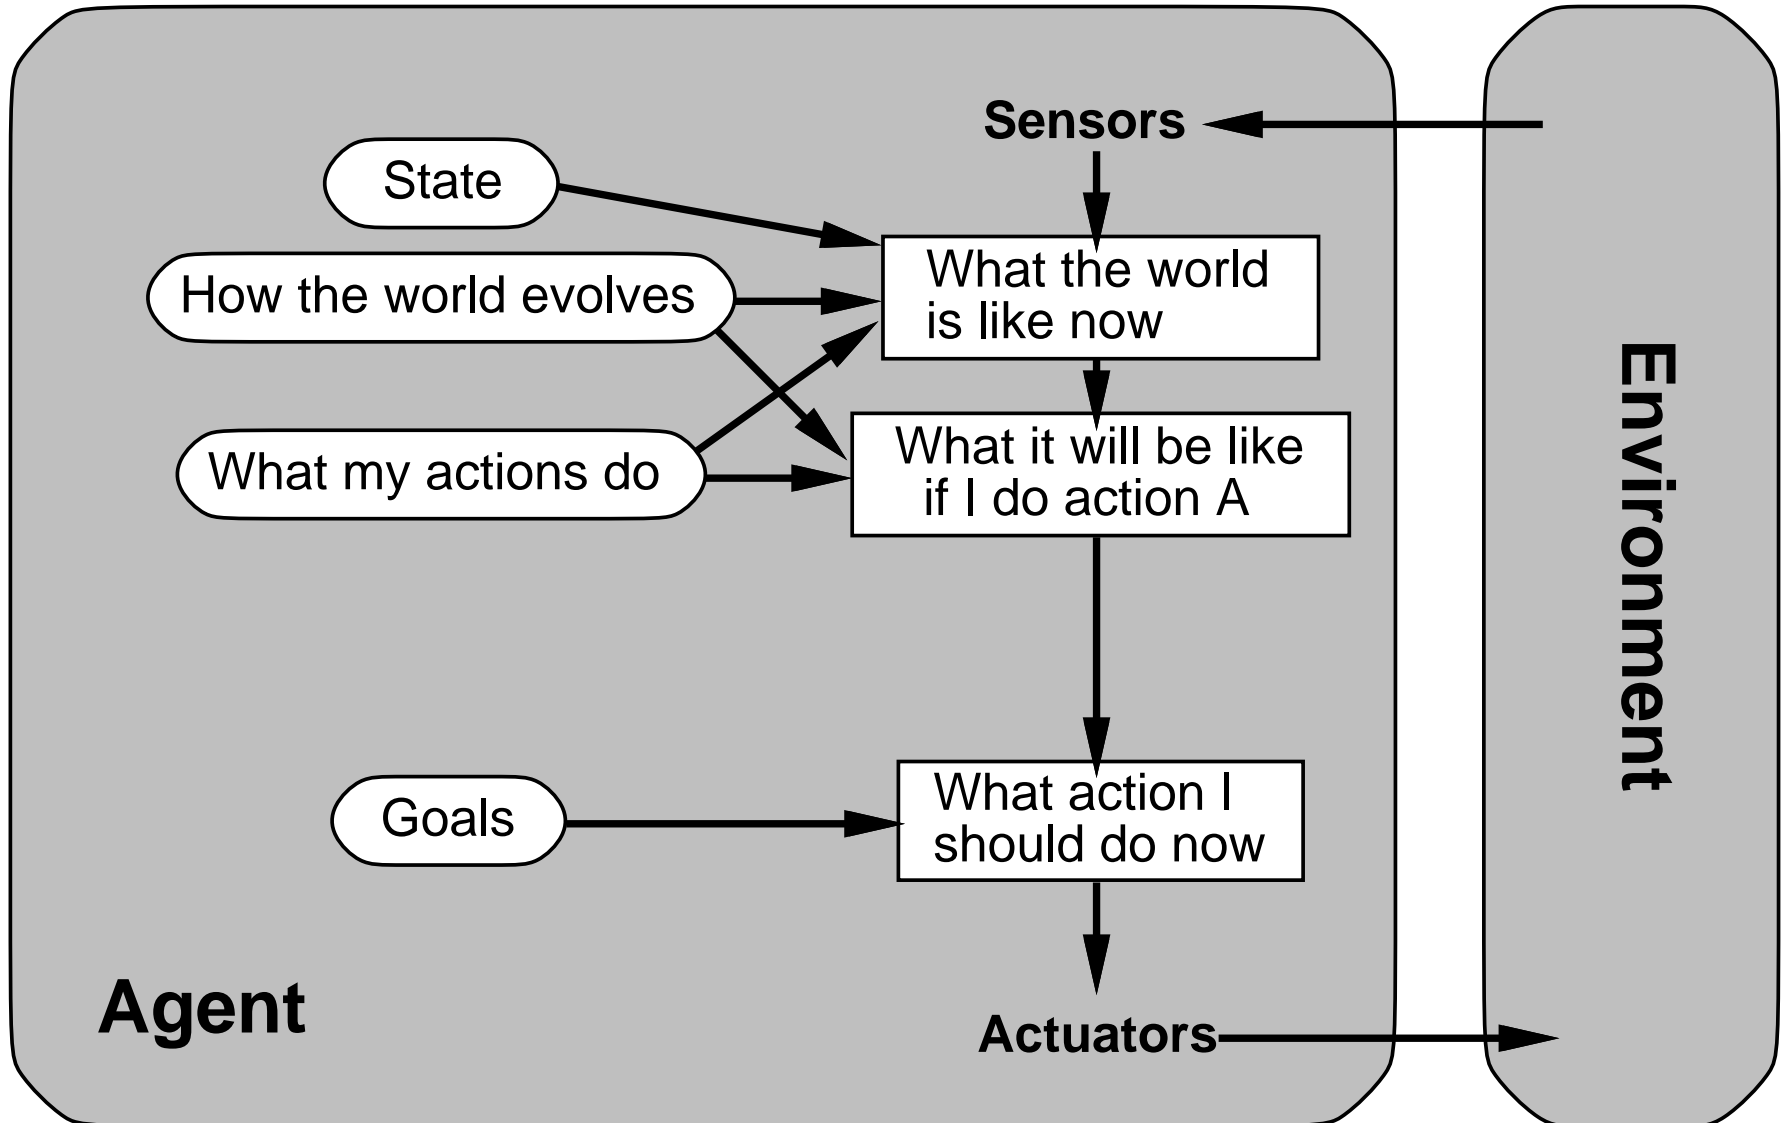 Sensors
State
What the world
is like now
How the world evolves
What it will be like
if I do action A
What my actions do
Environment
What action I
should do now
Goals
Agent
Actuators